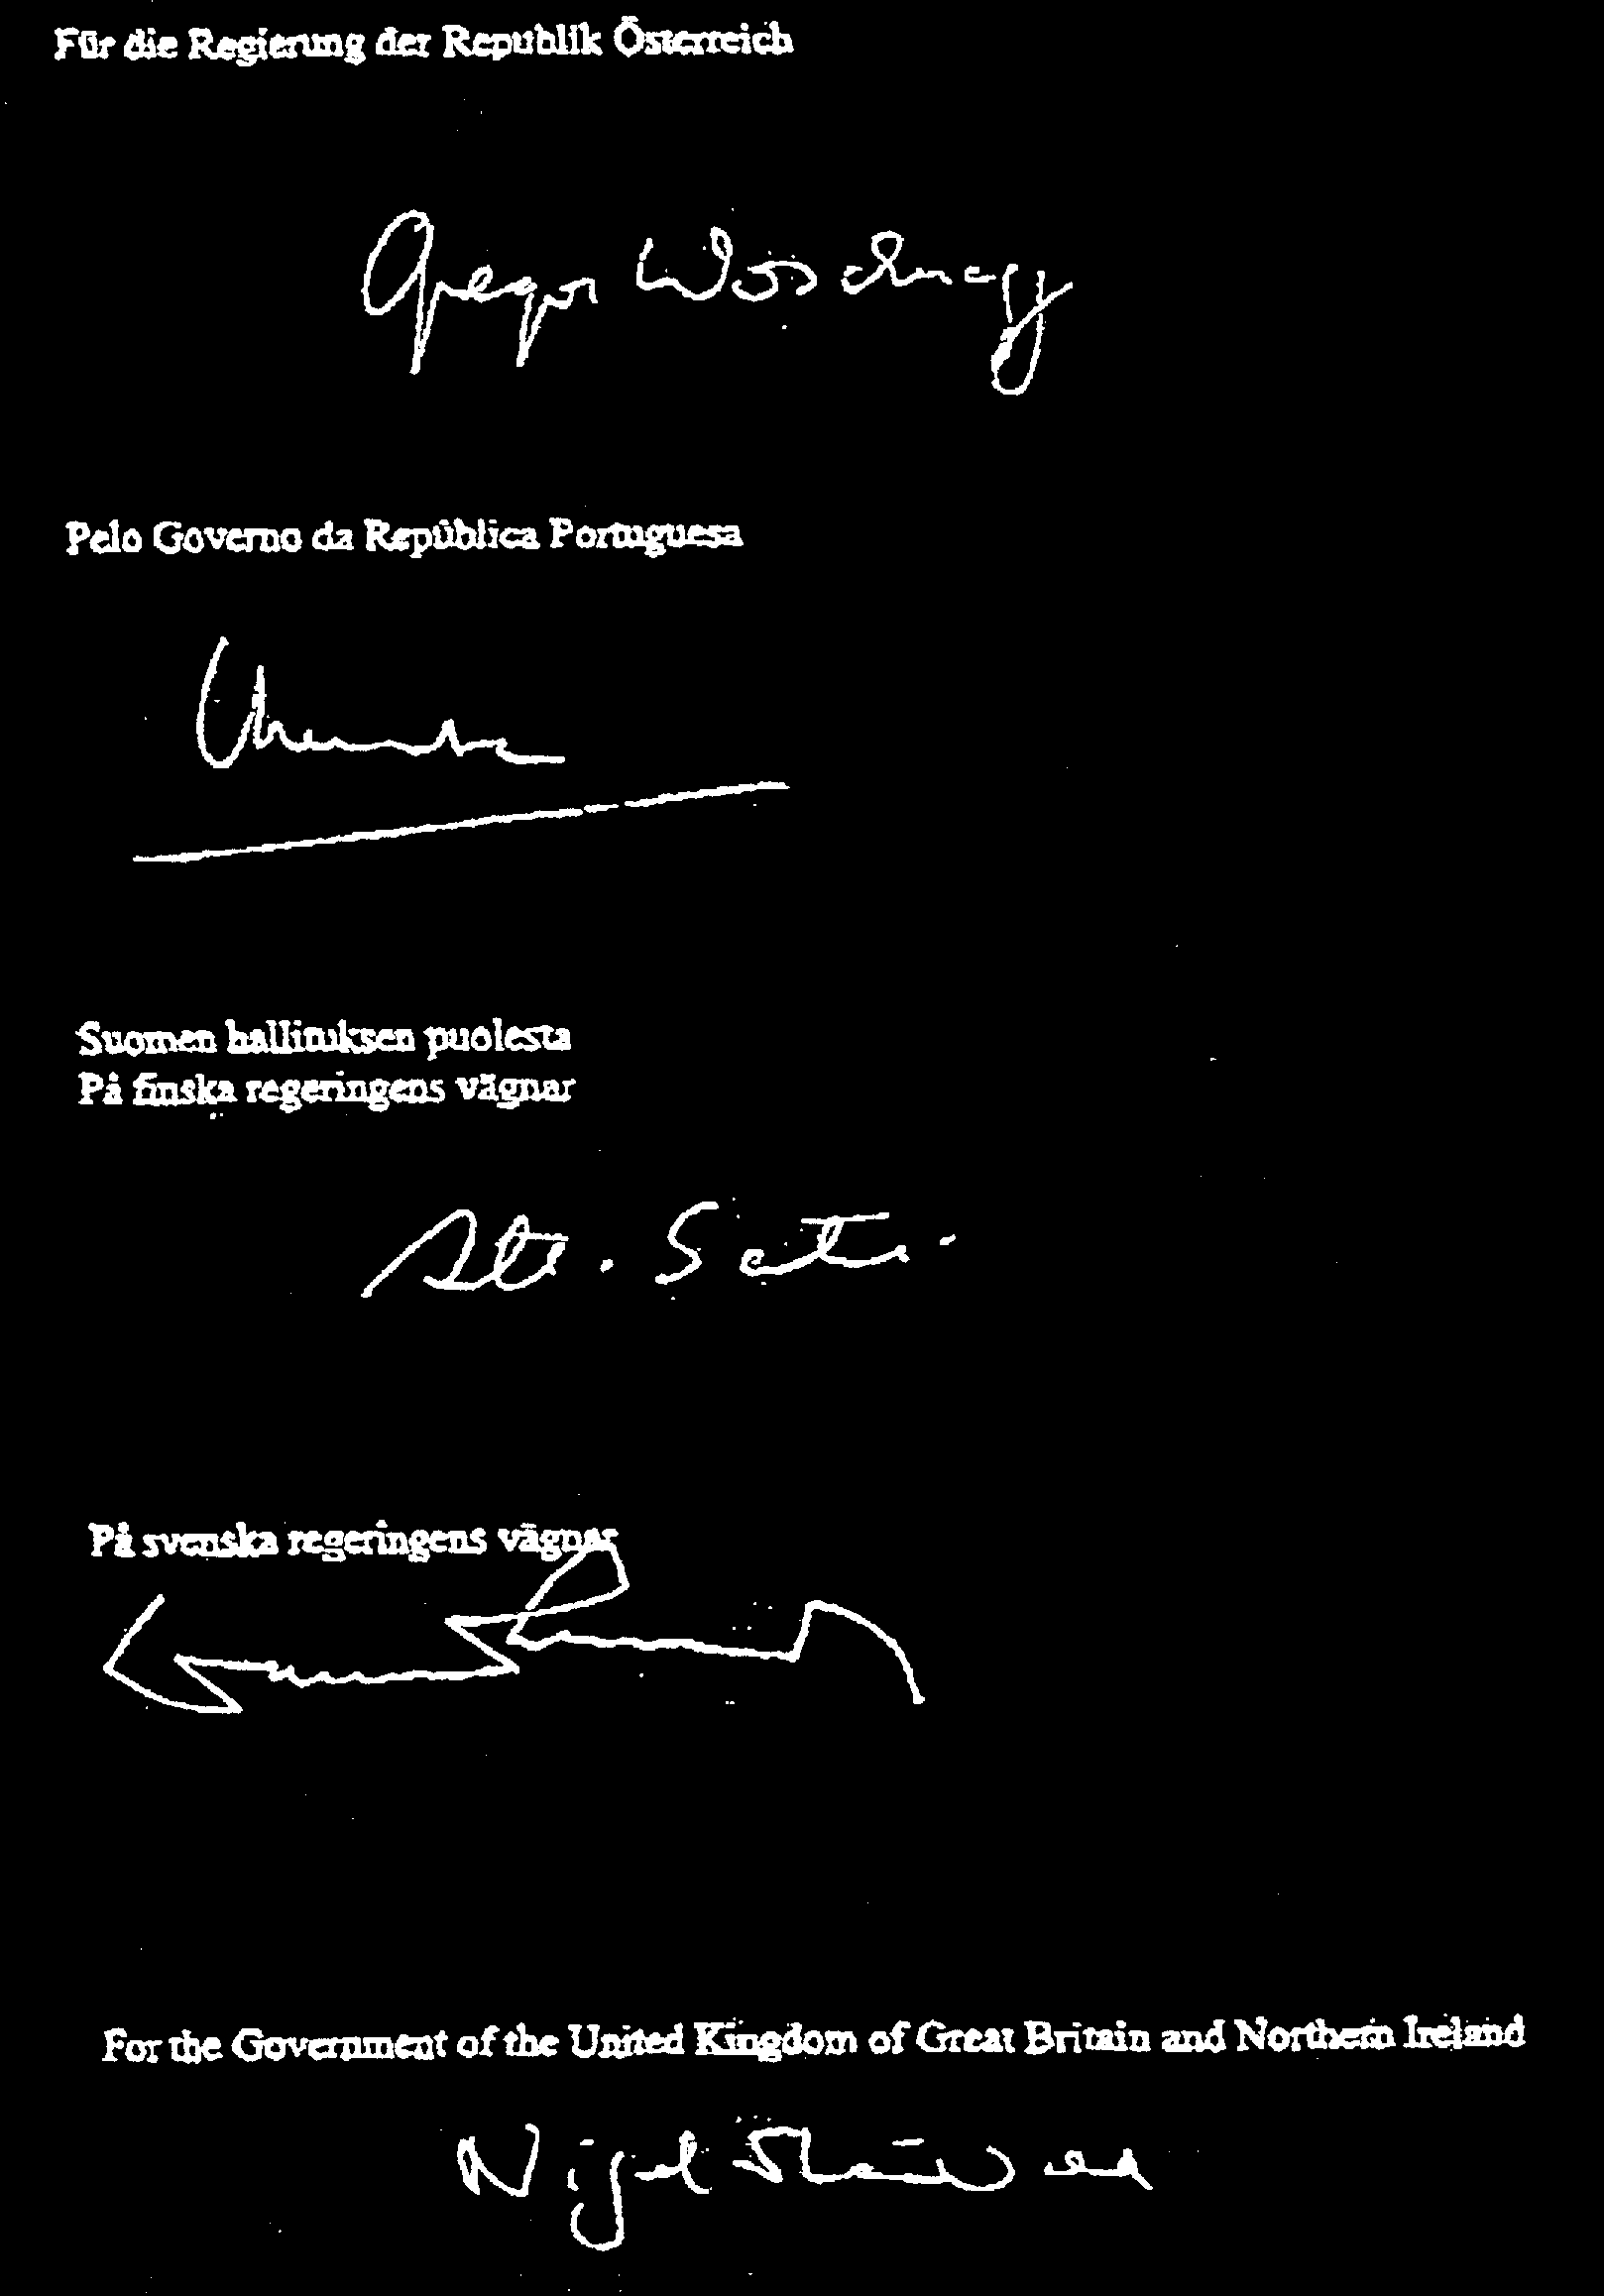 Für die Regierung der Republik Österreich
Gregor Woschnagg
Pelo Governo da República Portuguesa
Suomen hallituksen puolesta
På finska regeringens vägnar
På svenska regeringens vägnar
For the Government of the United Kingdom of Great Britain and Northern Ireland
Nigel Sheinwald